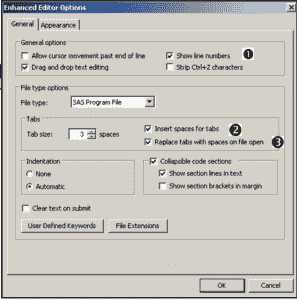 Enhanced Editor Options
General Appearance
General options
Allow cursor movement past end of line
Show line numbers
1
Drag and drop text editing
Strip Ctrl+Z characters
File type options
File type: SAS Program File
Tabs
Tab size: 3 spaces
Insert spaces for tabs
2
Replace tabs with spaces on file open
3
Indentation
None
Automatic
Collapsible code sections
Show section lines in text
Show section brackets in margin
Clear text on submit
User Defined Keywords
File Extensions
OK
Cancel